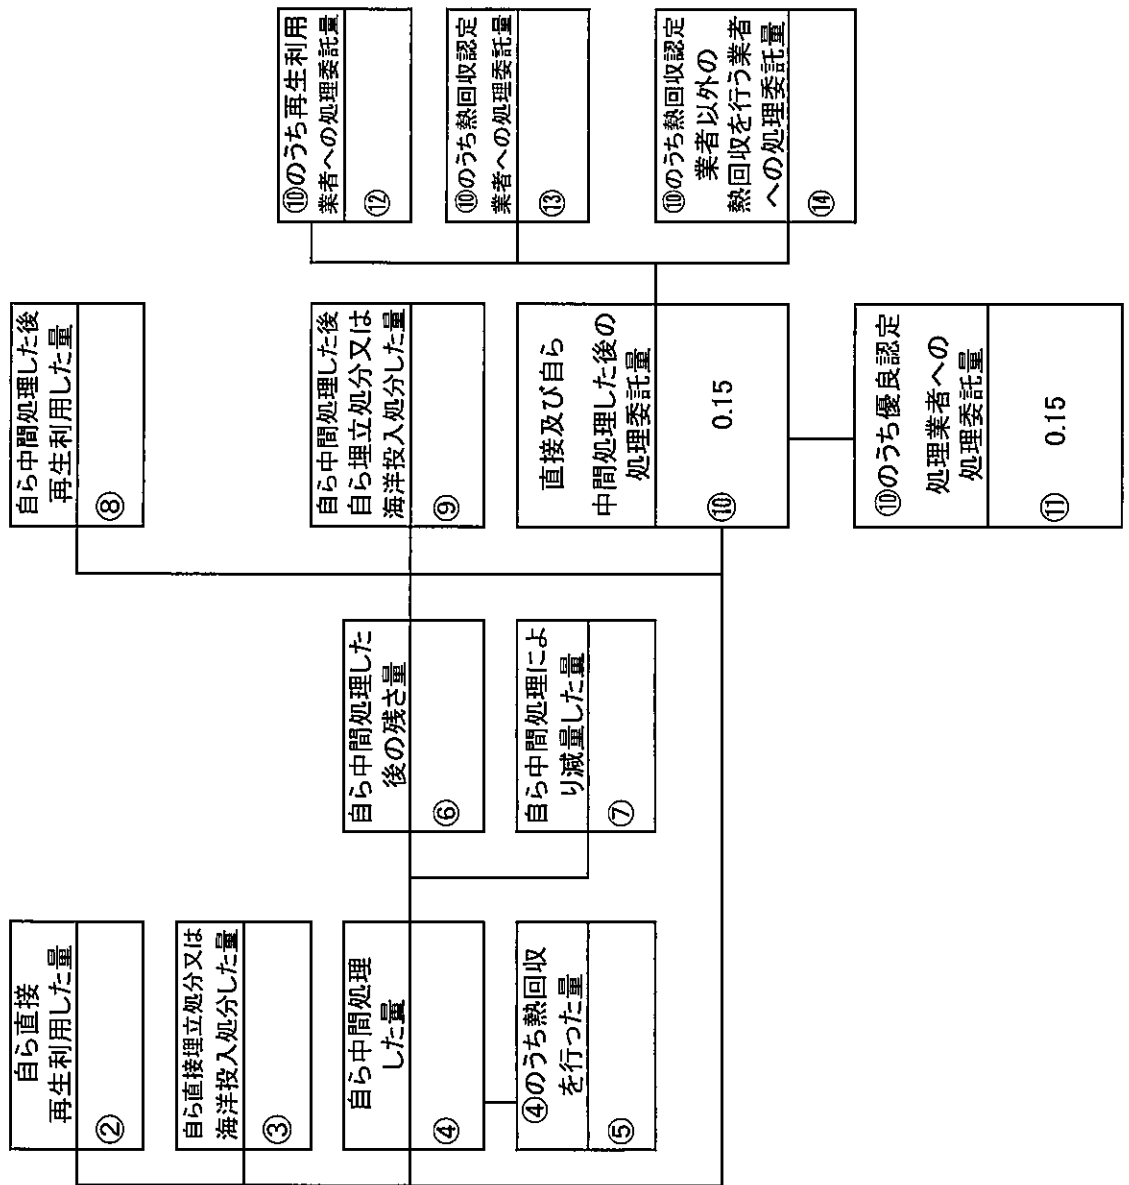 自ら直接
再生利用した量
②
自ら直接埋立処分又は
海洋投入処分した量
③
自ら中間処理
した量
④
④のうち熱回収
を行った量
⑤
自ら中間処理した
後の残さ量
⑥
自ら中間処理によ
り減量した量
⑦
自ら中間処理した後
再生利用した量
⑧
自ら中間処理した後
自ら埋立処分又は
海洋投入処分した量
⑨
直接及び自ら
中間処理した後の
処理委託量
⑩ 0.15
⑩のうち優良認定
処理業者への
処理委託量
⑪ 0.15
⑩のうち再生利用
業者への処理委託量
⑫
⑩のうち熱回収認定
業者への処理委託量
⑬
⑩のうち熱回収認定
業者以外の
熱回収を行う業者
への処理委託量
⑭